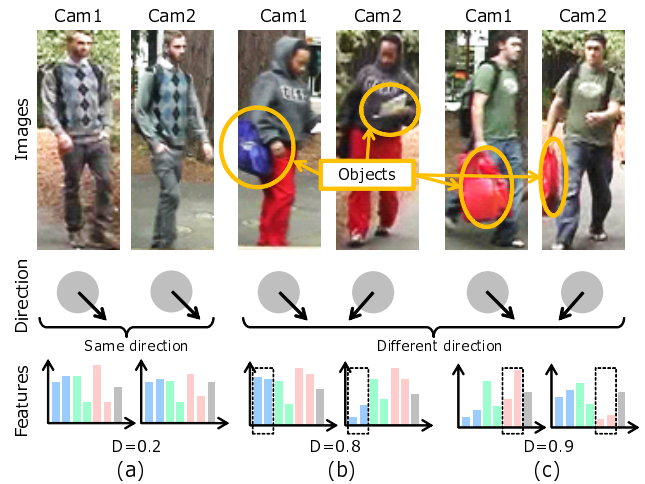 Cam1 Cam2 Cam1 Cam2 Cam1 Cam2
Images
Objects
Direction
Same direction
Different direction
Features
D=0.2 D=0.8 D=0.9
(a) (b) (c)